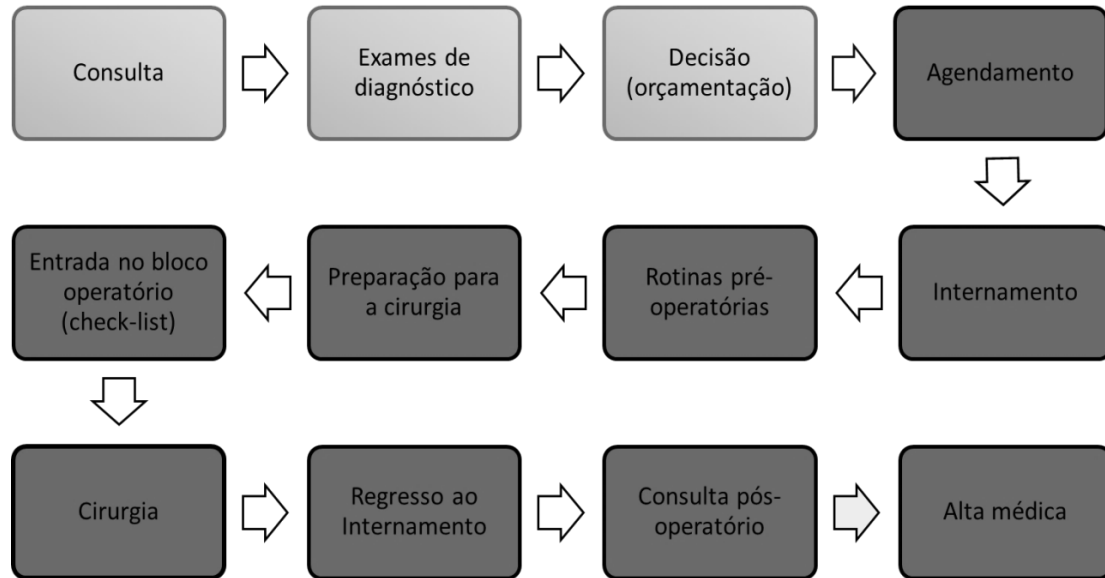 Consulta
Exames de
diagnóstico
Decisão
(orçamentação)
Agendamento
Entrada no bloco
operatório
(check-list)
Preparação para
a cirurgia
Rotinas pré-
operatórias
Internamento
Cirurgia
Regresso ao
Internamento
Consulta pós-
operatório
Alta médica